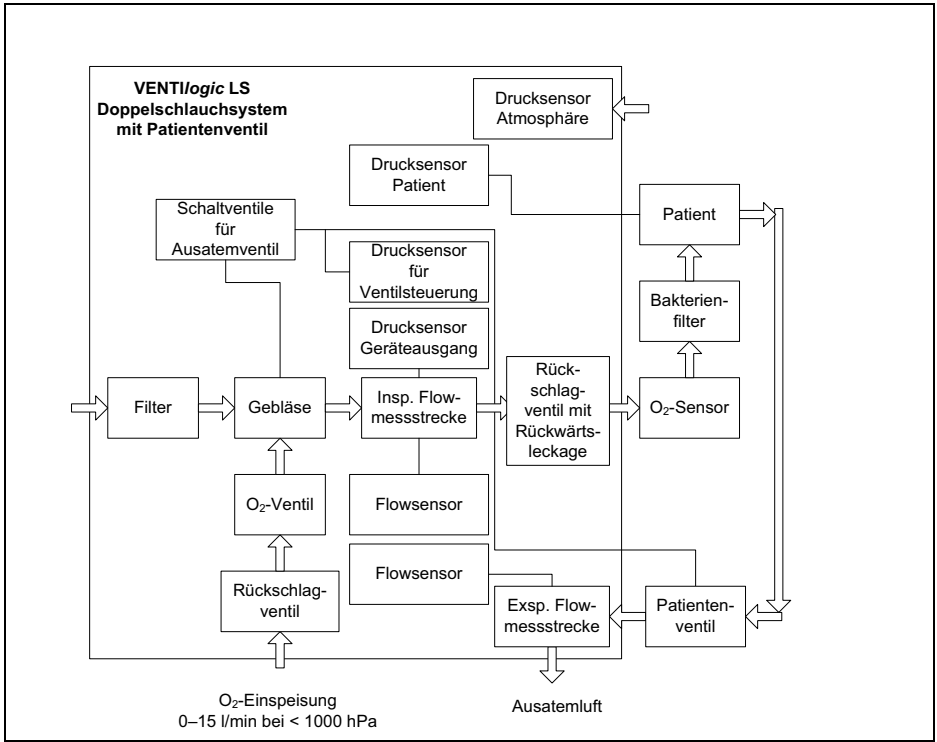 VENTIlogic LS
Doppelschlauchsystem
mit Patientenventil
Drucksensor
Atmosphäre
Drucksensor
Patient
Schaltventile
für
Ausatemventil
Patient
Drucksensor
für
Ventilsteuerung
Bakterien-
filter
Drucksensor
Geräteausgang
Filter
Gebläse
Insp. Flow-
messstrecke
Rück-
schlag-
ventil mit
Rückwärts-
leckage
O₂-Sensor
O₂-Ventil
Flowsensor
Flowsensor
Rückschlag-
ventil
Exsp. Flow-
messstrecke
Patienten-
ventil
O₂-Einspeisung
0–15 l/min bei < 1000 hPa
Ausatemluft